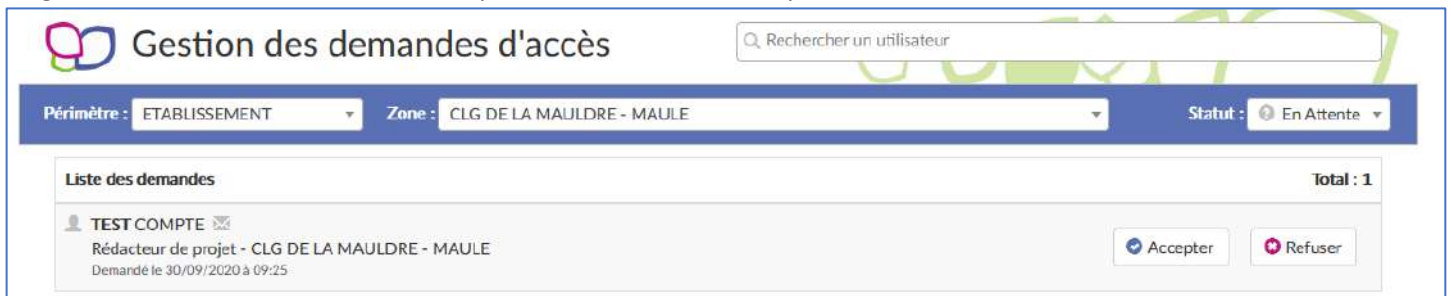 Gestion des demandes d'accès
Rechercher un utilisateur
Périmètre : ETABLISSEMENT Zone : CLG DE LA MAULDRE - MAULE Statut : En Attente
Liste des demandes Total : 1
TEST COMPTE
Rédacteur de projet - CLG DE LA MAULDRE - MAULE
Demandé le 30/09/2020 à 09:25
Accepter Refuser